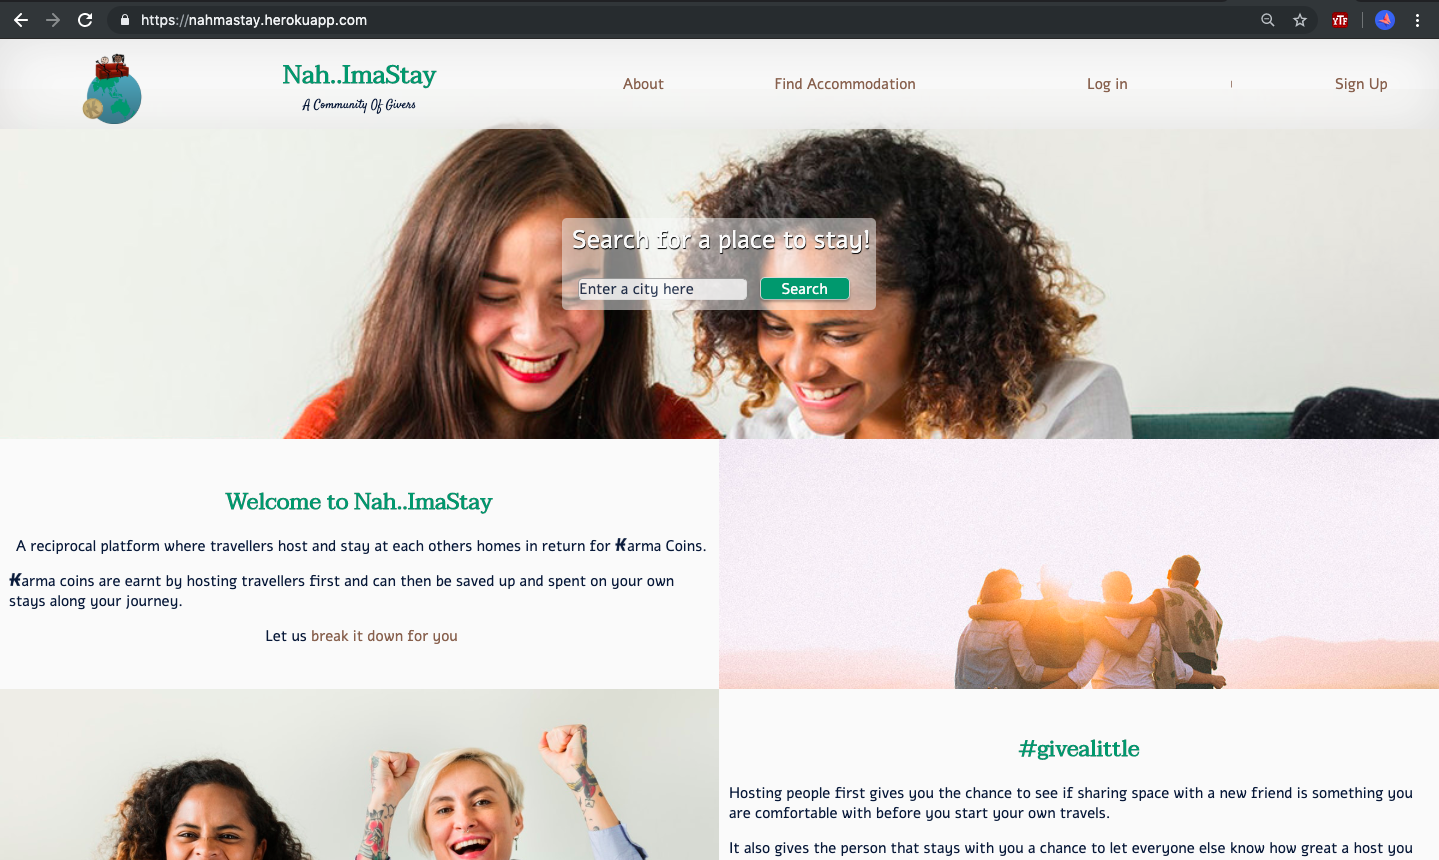 https://nahmastay.herokuapp.com
YTP
Nah..ImaStay
A Community Of Givers
About
Find Accommodation
Log in
Sign Up
Search for a place to stay!
Enter a city here
Search
Welcome to Nah..ImaStay
A reciprocal platform where travellers host and stay at each others homes in return for Karma Coins.
Karma coins are earnt by hosting travellers first and can then be saved up and spent on your own
stays along your journey.
Let us break it down for you
#givealittle
Hosting people first gives you the chance to see if sharing space with a new friend is something you
are comfortable with before you start your own travels.
It also gives the person that stays with you a chance to let everyone else know how great a host you